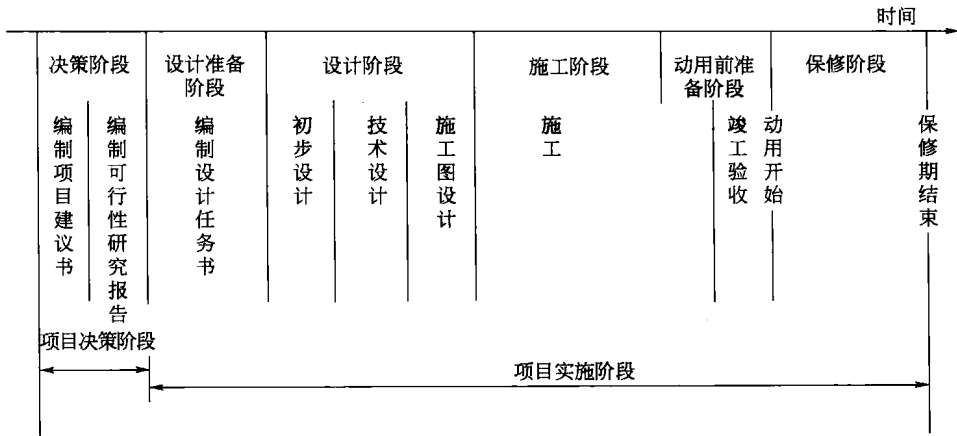 时间
决策阶段
设计准备
阶段
设计阶段
施工阶段
动用前准
备阶段
保修阶段
编制项目建议书
编制可行性研究报告
编制设计任务书
初步设计
技术设计
施工图设计
施工
竣工验收
动用开始
保修期结束
项目决策阶段
项目实施阶段